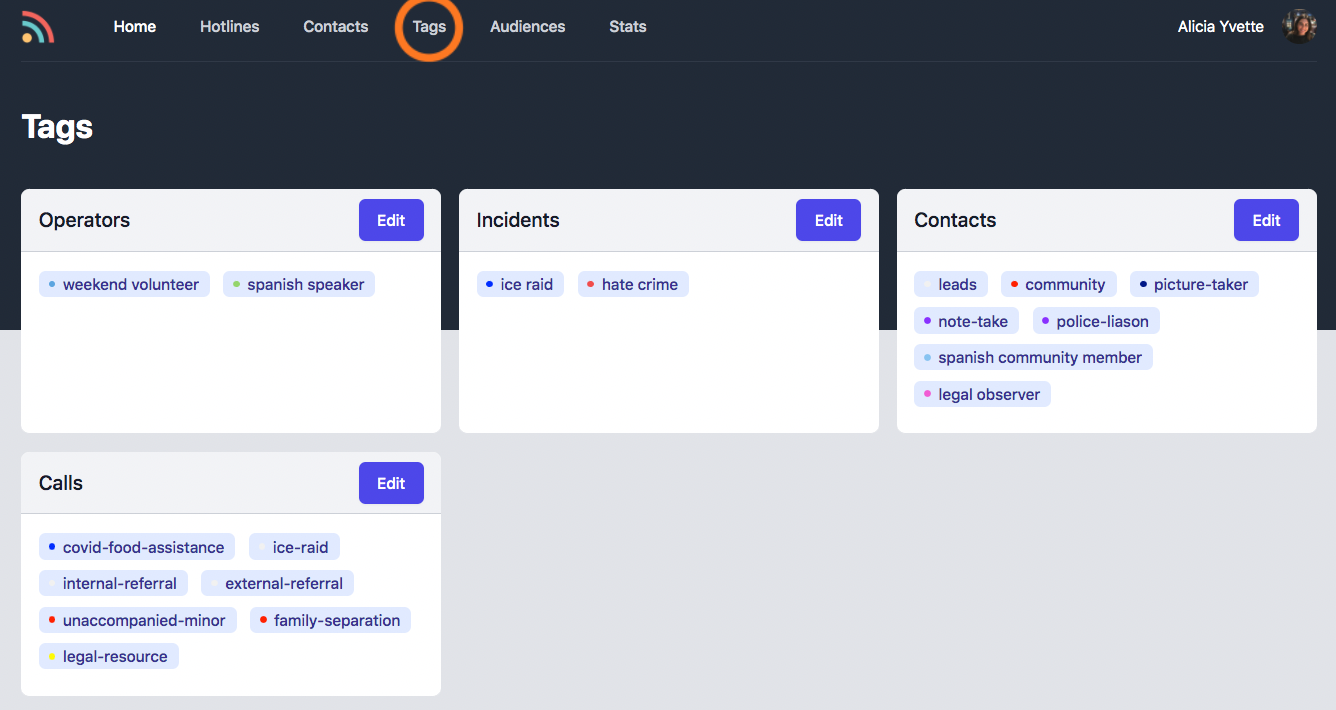 Home Hotlines Contacts Tags Audiences Stats Alicia Yvette
Tags
Operators Edit
weekend volunteer spanish speaker
Incidents Edit
ice raid hate crime
Contacts Edit
leads community picture-taker
note-take police-liason
spanish community member
legal observer
Calls Edit
covid-food-assistance ice-raid
internal-referral external-referral
unaccompanied-minor family-separation
legal-resource